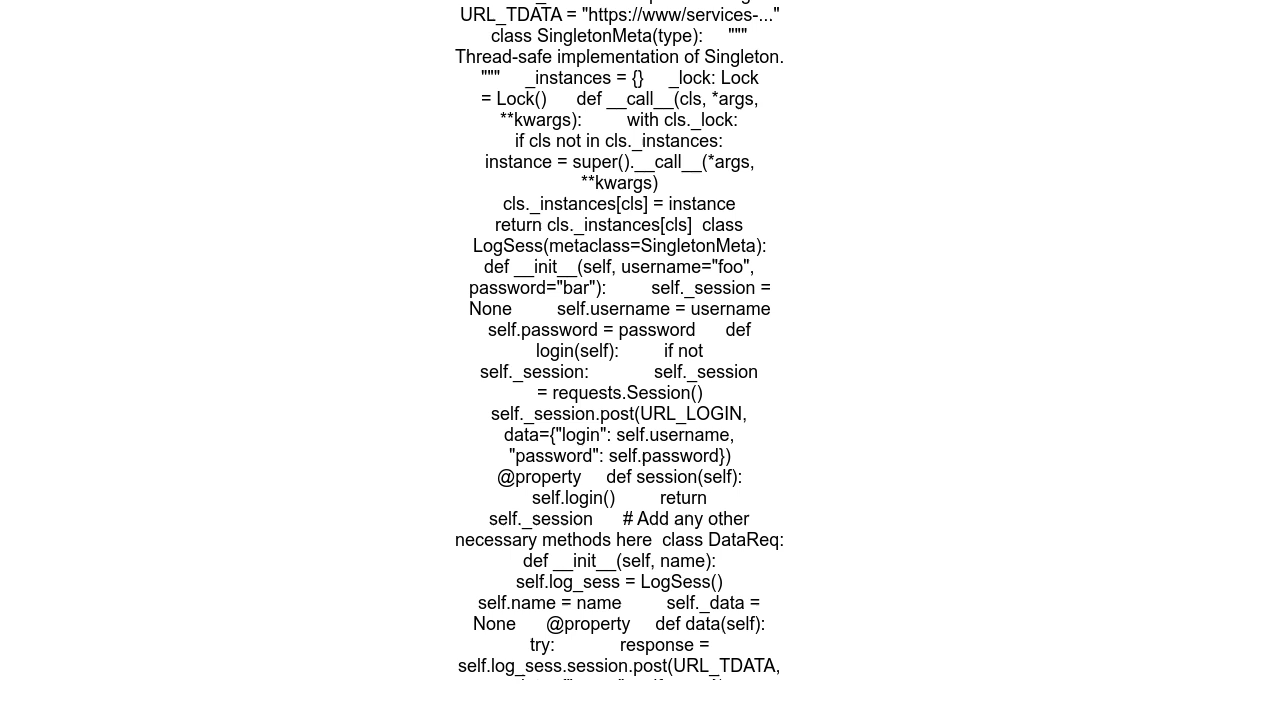 URL_TDATA = "https://www/services-..."
class SingletonMeta(type):     """
Thread-safe implementation of Singleton.
"""     _instances = {}     _lock: Lock
= Lock()      def __call__(cls, *args,
**kwargs):         with cls._lock:
if cls not in cls._instances:
instance = super().__call__(*args,
**kwargs)
cls._instances[cls] = instance
return cls._instances[cls]  class
LogSess(metaclass=SingletonMeta):
def __init__(self, username="foo",
password="bar"):         self._session =
None         self.username = username
self.password = password      def
login(self):         if not
self._session:             self._session
= requests.Session()
self._session.post(URL_LOGIN,
data={"login": self.username,
"password": self.password})
@property     def session(self):
self.login()         return
self._session      # Add any other
necessary methods here  class DataReq:
def __init__(self, name):
self.log_sess = LogSess()
self.name = name         self._data =
None      @property     def data(self):
try:             response =
self.log_sess.session.post(URL_TDATA,